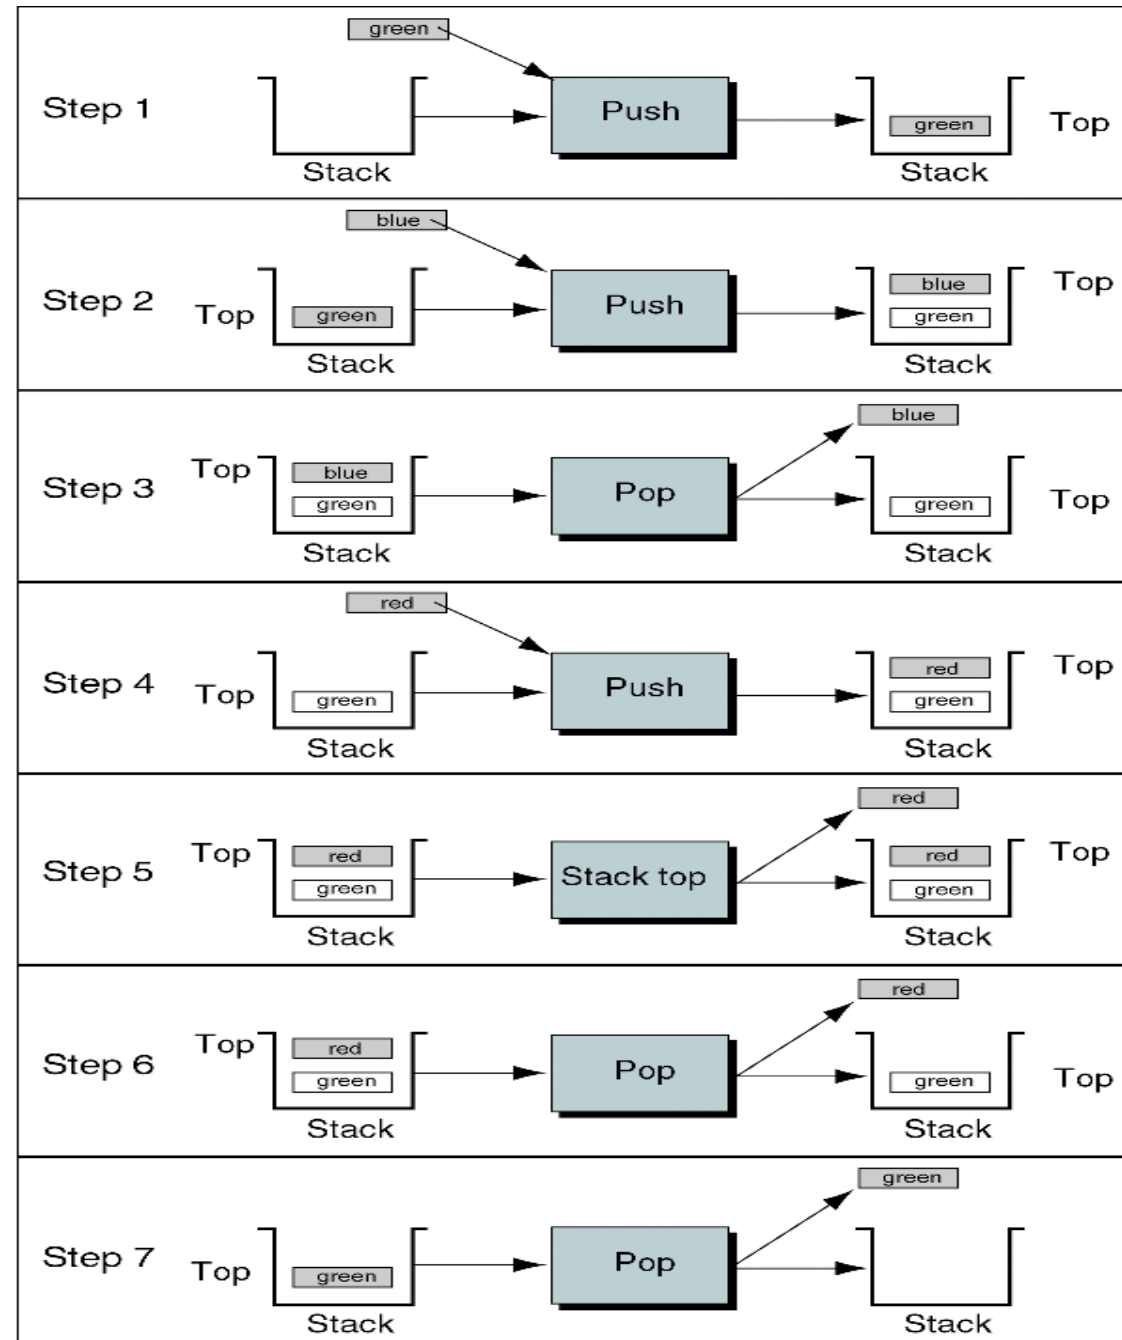 green
Step 1
Push
green
Top
Stack
Stack
blue
Step 2
Top
green
Push
blue
green
Top
Stack
Stack
blue
Step 3
Top
blue
green
Pop
green
Top
Stack
Stack
red
Step 4
Top
green
Push
red
green
Top
Stack
Stack
red
Step 5
Top
red
green
Stack top
red
green
Top
Stack
Stack
red
Step 6
Top
red
green
Pop
green
Top
Stack
Stack
green
Step 7
Top
green
Pop
Stack
Stack